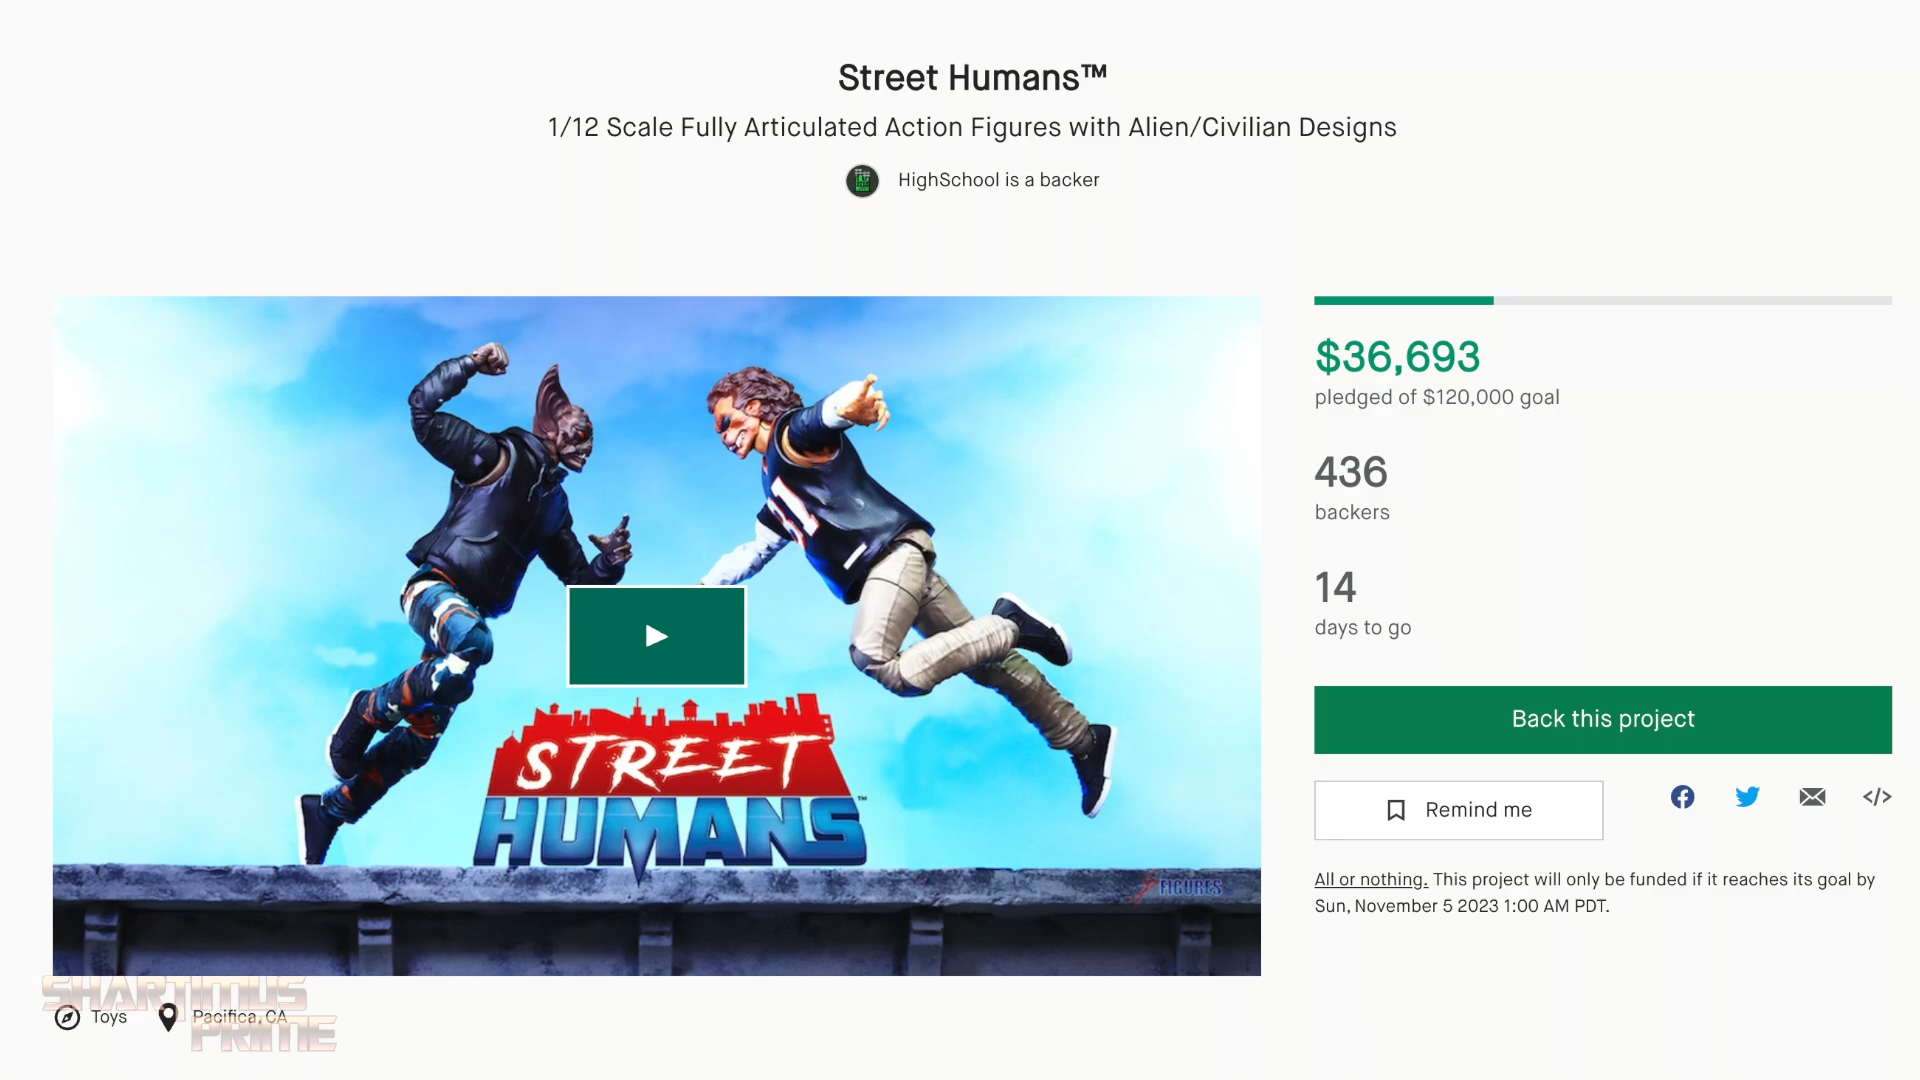 Street Humans™
1/12 Scale Fully Articulated Action Figures with Alien/Civilian Designs
HighSchool is a backer
$36,693
pledged of $120,000 goal
436
backers
14
days to go
Back this project
Remind me
All or nothing. This project will only be funded if it reaches its goal by
Sun, November 5 2023 1:00 AM PDT.
31
STREET
HUMANS™
FIGURES
Toys
Pacifica, CA
SHARTIMUS
PRIME